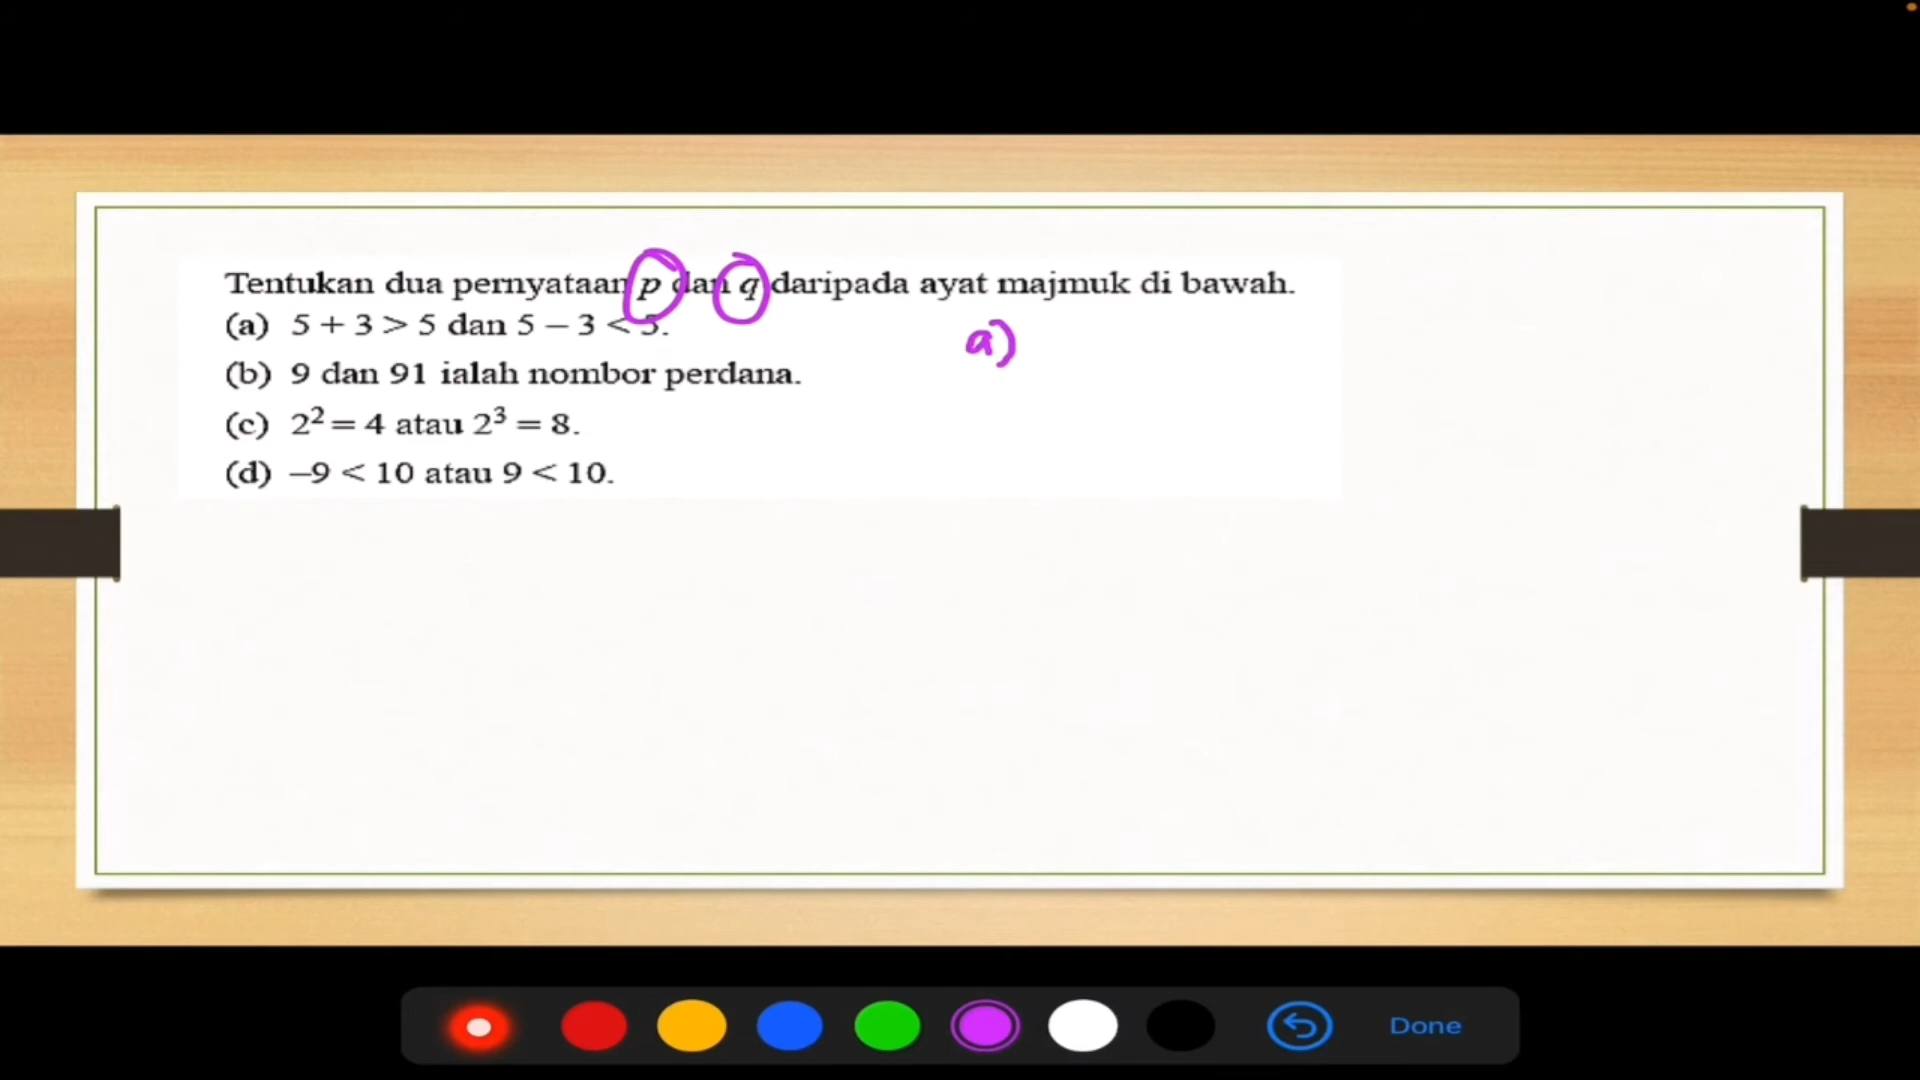 Tentukan dua pernyataan p dan q daripada ayat majmuk di bawah.
(a) 5 + 3 > 5 dan 5 – 3 < 5.
a)
(b) 9 dan 91 ialah nombor perdana.
(c) 2² = 4 atau 2³ = 8.
(d) –9 < 10 atau 9 < 10.
Done